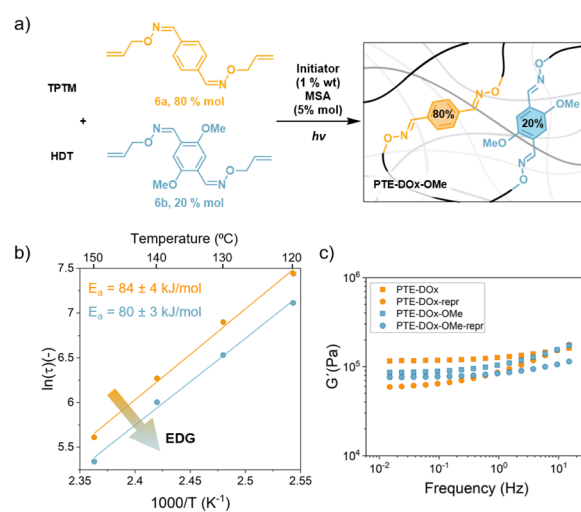 a)
TPTM
+
HDT
O
N
N
O
6a, 80 % mol
OMe
O
N
N
O
MeO
6b, 20 % mol
Initiator
(1 % wt)
MSA
(5% mol)
hν
80%
20%
N
O
O
N
O
N
OMe
MeO
N
O
PTE-DOx-OMe
b)
Temperature (ºC)
150 140 130 120
7.5
7.0
6.5
6.0
5.5
ln(τ)(-)
Eₐ = 84 ± 4 kJ/mol
Eₐ = 80 ± 3 kJ/mol
EDG
2.35 2.40 2.45 2.50 2.55
1000/T (K⁻¹)
c)
10⁶
10⁵
10⁴
G´(Pa)
PTE-DOx
PTE-DOx-repr
PTE-DOx-OMe
PTE-DOx-OMe-repr
10⁻² 10⁻¹ 10⁰ 10¹
Frequency (Hz)